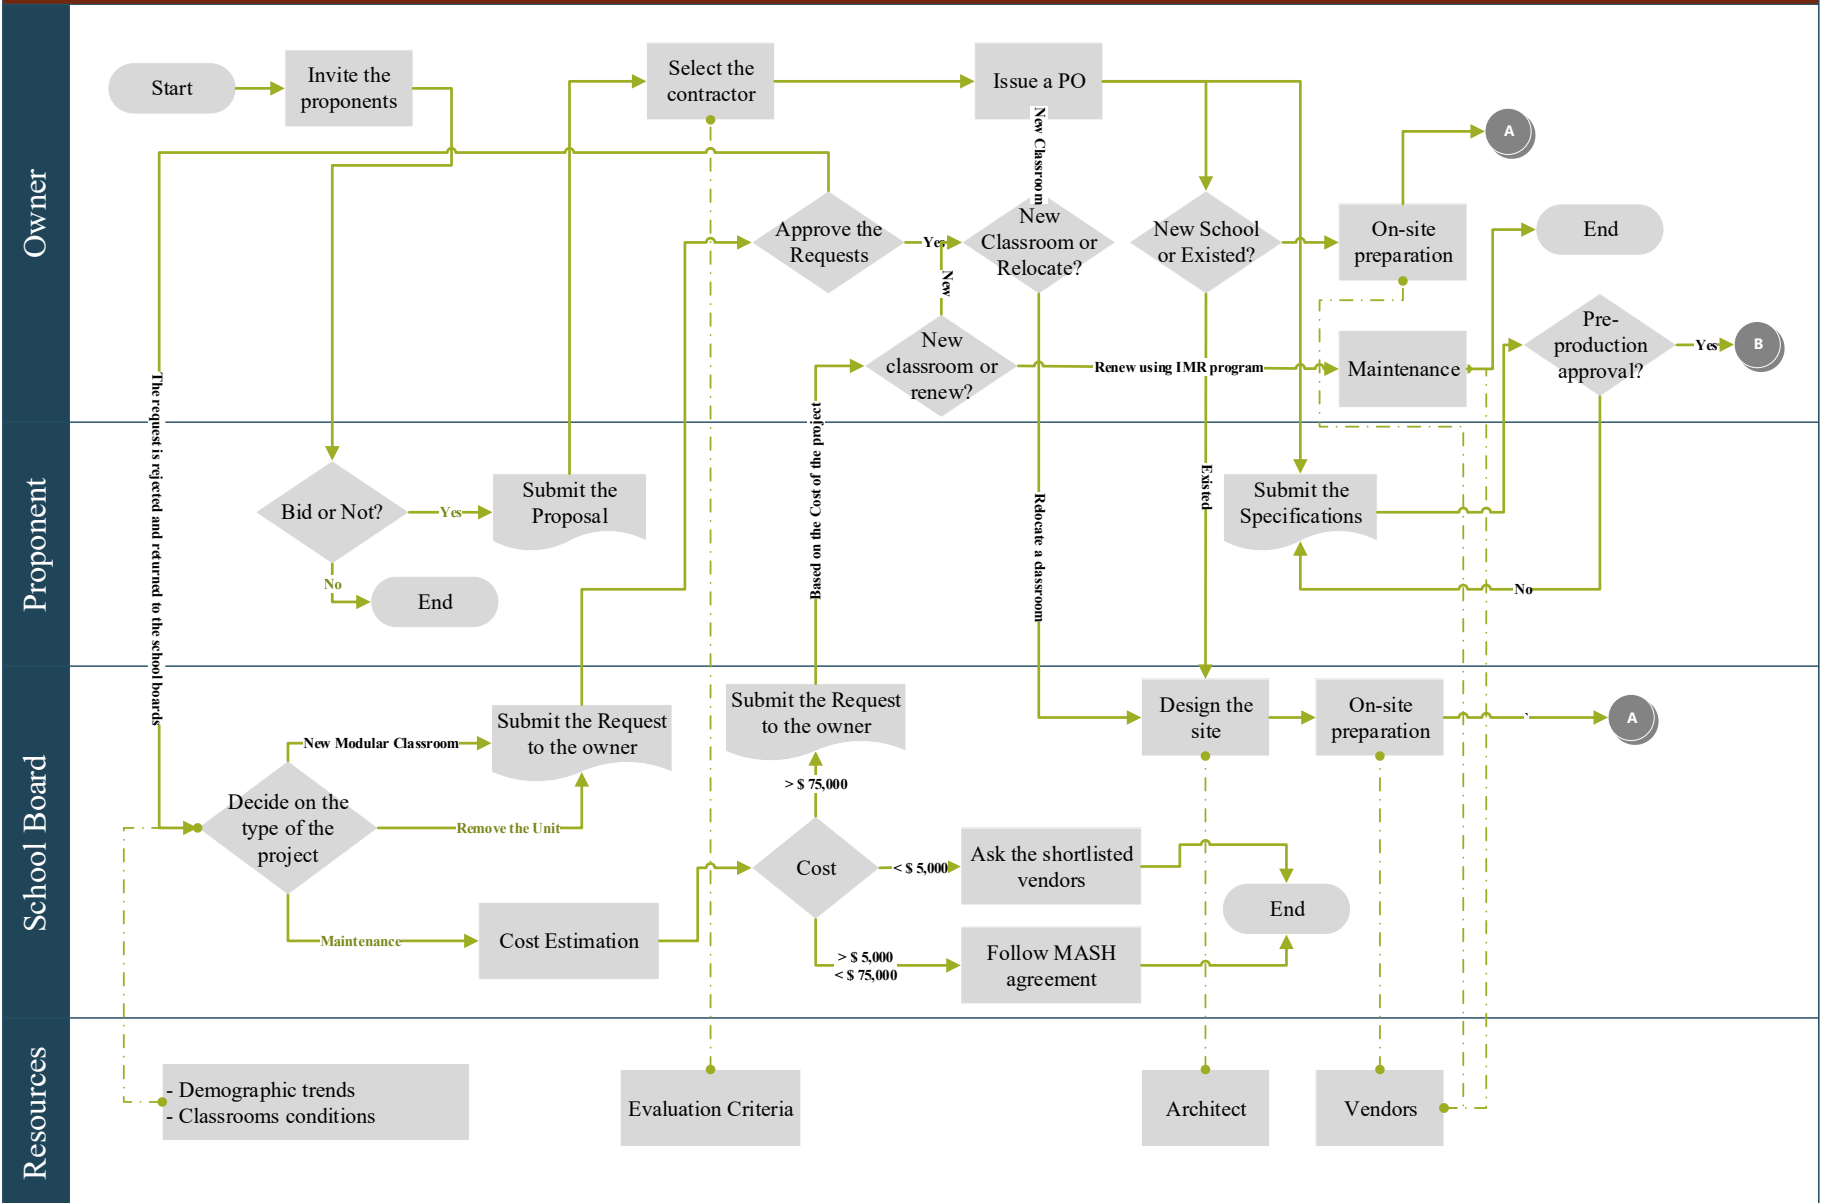 Owner
Start
Invite the
proponents
Select the
contractor
Issue a PO
New Classroom
A
Approve the
Requests
Yes
New
Classroom or
Relocate?
New School
or Existed?
On-site
preparation
End
New
New
classroom or
renew?
Renew using IMR program
Maintenance
Pre-
production
approval?
Yes
B
The request is rejected and returned to the school boards
Based on the Cost of the project
Relocate a classroom
Existed
Proponent
Bid or Not?
Yes
Submit the
Proposal
No
End
Submit the
Specifications
No
School Board
New Modular Classroom
Submit the Request
to the owner
Decide on the
type of the
project
Remove the Unit
Maintenance
Cost Estimation
Submit the Request
to the owner
> $ 75,000
Cost
< $ 5,000
> $ 5,000
< $ 75,000
Ask the shortlisted
vendors
Follow MASH
agreement
End
Design the
site
On-site
preparation
`
A
Resources
- Demographic trends
- Classrooms conditions
Evaluation Criteria
Architect
Vendors